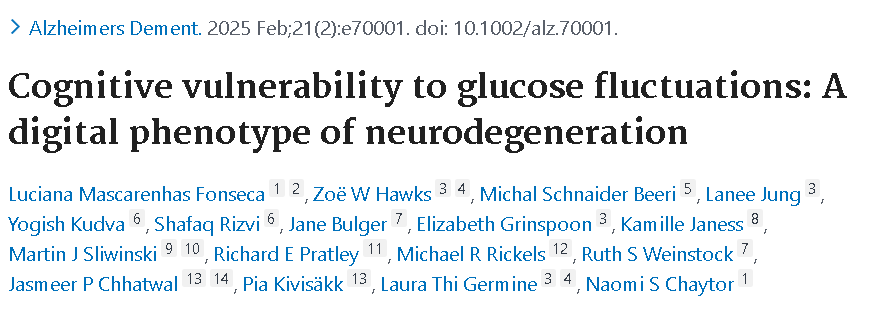 > Alzheimers Dement. 2025 Feb;21(2):e70001. doi: 10.1002/alz.70001.
Cognitive vulnerability to glucose fluctuations: A
digital phenotype of neurodegeneration
Luciana Mascarenhas Fonseca 1 2, Zoë W Hawks 3 4, Michal Schnaider Beeri 5, Lanee Jung 3,
Yogish Kudva 6, Shafaq Rizvi 6, Jane Bulger 7, Elizabeth Grinspoon 3, Kamille Janess 8,
Martin J Sliwinski 9 10, Richard E Pratley 11, Michael R Rickels 12, Ruth S Weinstock 7,
Jasmeer P Chhatwal 13 14, Pia Kivisäkk 13, Laura Thi Germine 3 4, Naomi S Chaytor 1